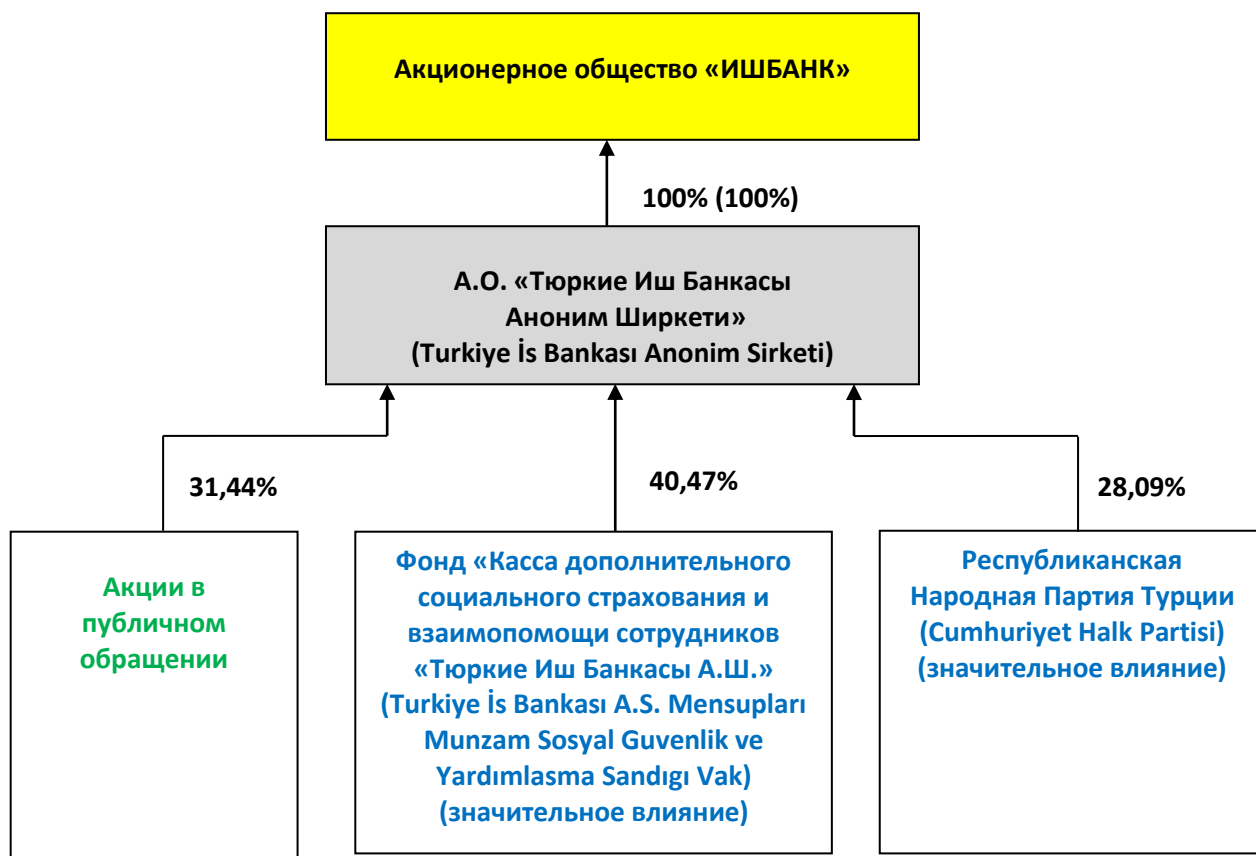 Акционерное общество «ИШБАНК»
100% (100%)
А.О. «Тюркие Иш Банкасы
Аноним Ширкети»
(Turkiye İs Bankası Anonim Sirketi)
31,44%
40,47%
28,09%
Акции в
публичном
обращении
Фонд «Касса дополнительного
социального страхования и
взаимопомощи сотрудников
«Тюркие Иш Банкасы А.Ш.»
(Turkiye İs Bankası A.S. Mensupları
Munzam Sosyal Guvenlik ve
Yardımlasma Sandıgı Vak)
(значительное влияние)
Республиканская
Народная Партия Турции
(Cumhuriyet Halk Partisi)
(значительное влияние)